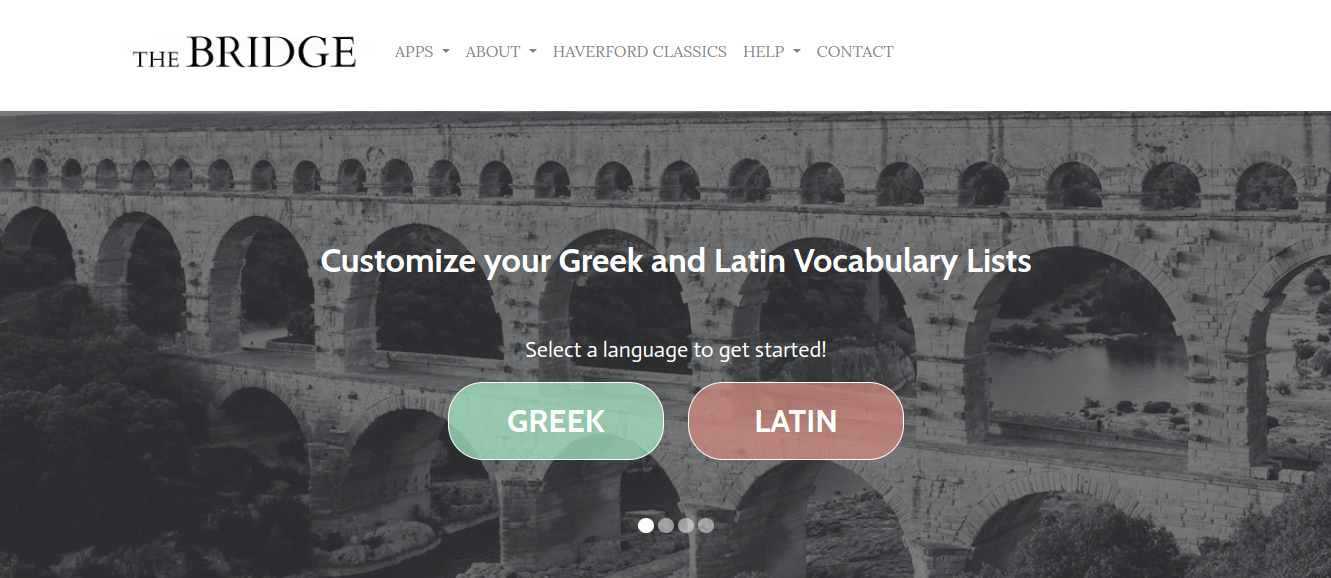 THE BRIDGE
APPS ABOUT HAVERFORD CLASSICS HELP CONTACT
Customize your Greek and Latin Vocabulary Lists
Select a language to get started!
GREEK LATIN